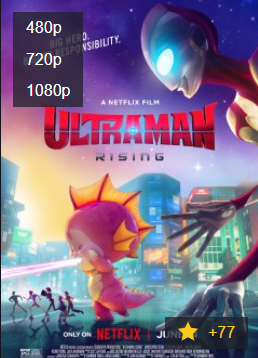 480p
BIG HERO.
RESPONSIBILITY.
720p
1080p
A NETFLIX FILM
ULTRAMAN
RISING
ONLY ON NETFLIX | JUNE
+77